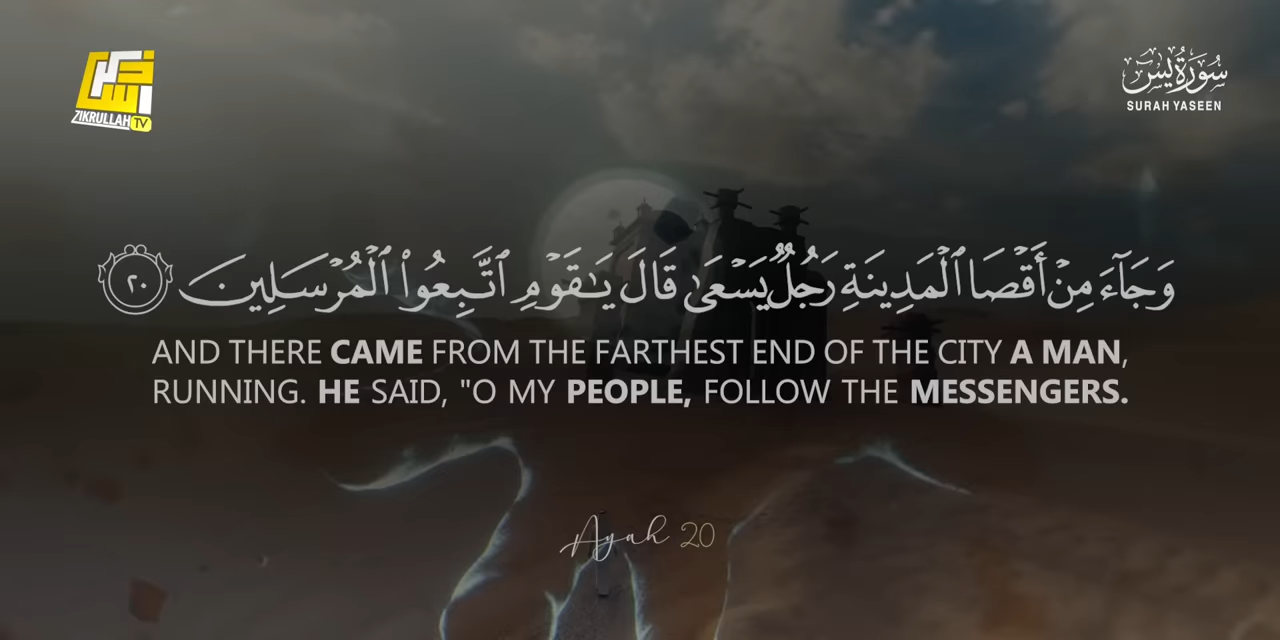 ZIKRULLAH TV
سُورَةُ يس
SURAH YASEEN
وَجَآءَ مِنْ أَقْصَا ٱلْمَدِينَةِ رَجُلٌ يَسْعَىٰ قَالَ يَـٰقَوْمِ ٱتَّبِعُوا۟ ٱلْمُرْسَلِينَ ٢٠
AND THERE CAME FROM THE FARTHEST END OF THE CITY A MAN,
RUNNING. HE SAID, "O MY PEOPLE, FOLLOW THE MESSENGERS.
Ayah 20